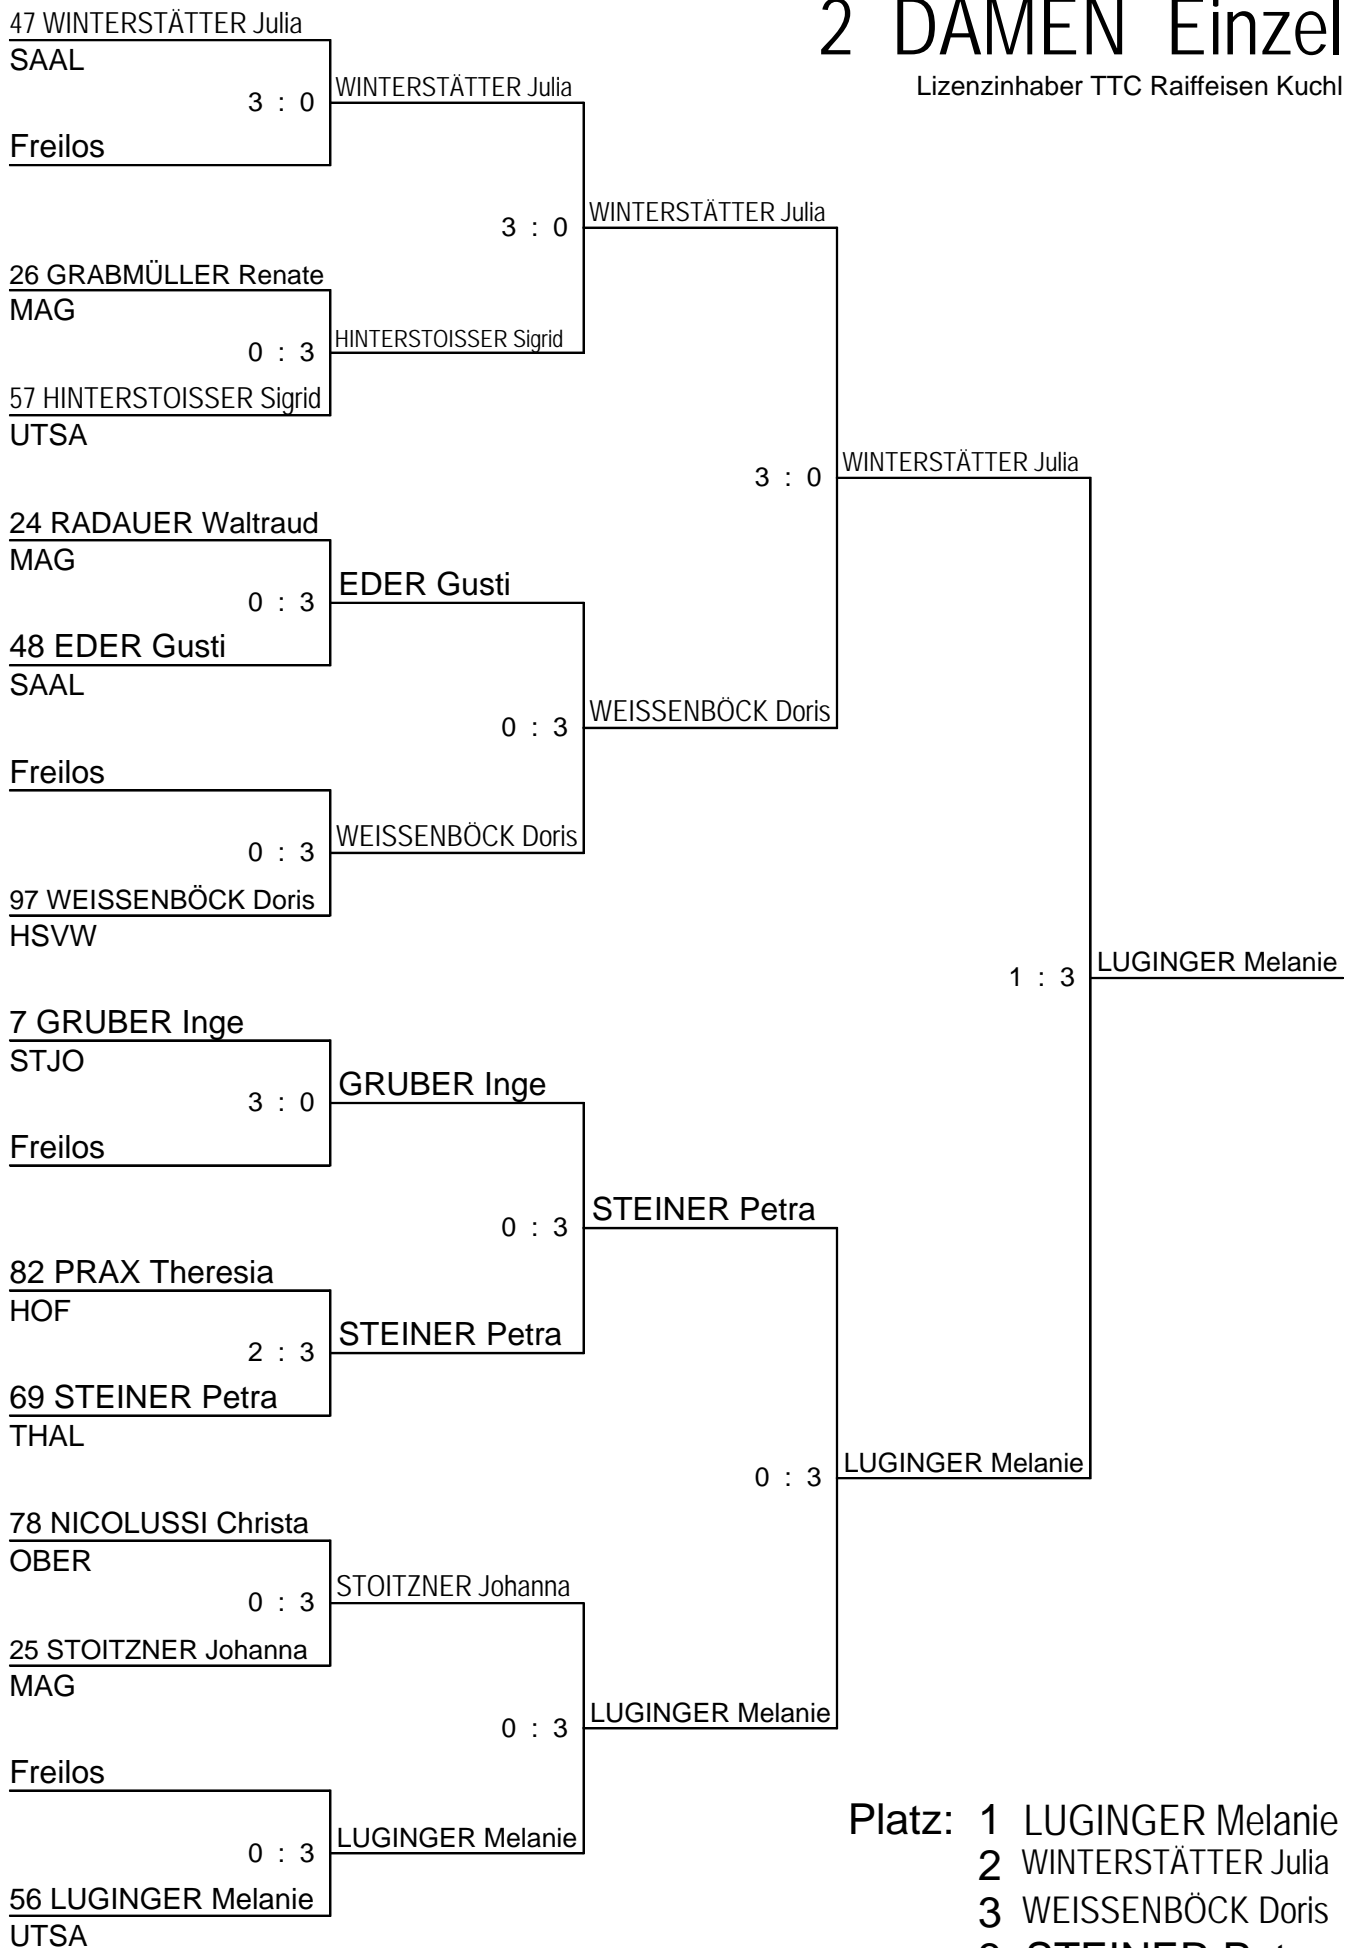 2 DAMEN Einzel
Lizenzinhaber TTC Raiffeisen Kuchl
47 WINTERSTÄTTER Julia
SAAL
3 : 0
WINTERSTÄTTER Julia
Freilos
3 : 0
WINTERSTÄTTER Julia
26 GRABMÜLLER Renate
MAG
0 : 3
HINTERSTOISSER Sigrid
57 HINTERSTOISSER Sigrid
UTSA
3 : 0
WINTERSTÄTTER Julia
24 RADAUER Waltraud
MAG
0 : 3
EDER Gusti
48 EDER Gusti
SAAL
0 : 3
WEISSENBÖCK Doris
Freilos
0 : 3
WEISSENBÖCK Doris
97 WEISSENBÖCK Doris
HSVW
1 : 3
LUGINGER Melanie
7 GRUBER Inge
STJO
3 : 0
GRUBER Inge
Freilos
0 : 3
STEINER Petra
82 PRAX Theresia
HOF
2 : 3
STEINER Petra
69 STEINER Petra
THAL
0 : 3
LUGINGER Melanie
78 NICOLUSSI Christa
OBER
0 : 3
STOITZNER Johanna
25 STOITZNER Johanna
MAG
0 : 3
LUGINGER Melanie
Freilos
0 : 3
LUGINGER Melanie
56 LUGINGER Melanie
UTSA
Platz: 1 LUGINGER Melanie
2 WINTERSTÄTTER Julia
3 WEISSENBÖCK Doris
3 STEINER Petra